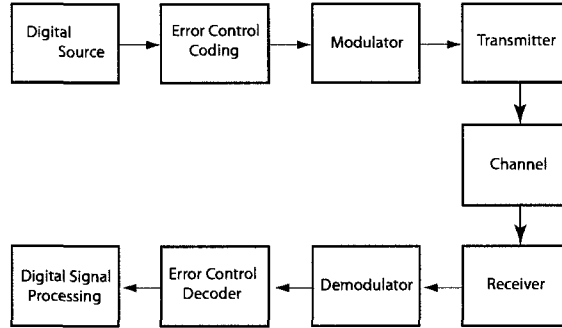 Digital
Source
Error Control
Coding
Modulator
Transmitter
Channel
Receiver
Demodulator
Error Control
Decoder
Digital Signal
Processing